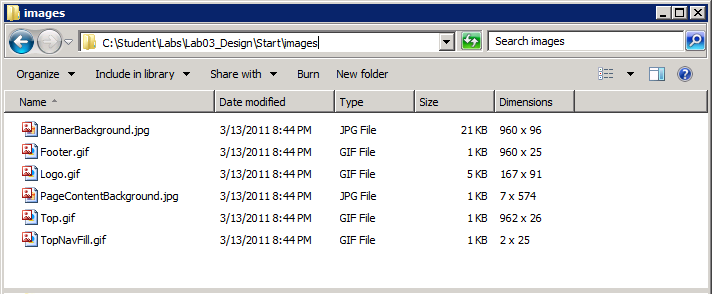 images
C:\Student\Labs\Lab03_Design\Start\images
Search images
Organize Include in library Share with Burn New folder
Name Date modified Type Size Dimensions
BannerBackground.jpg 3/13/2011 8:44 PM JPG File 21 KB 960 x 96
Footer.gif 3/13/2011 8:44 PM GIF File 1 KB 960 x 25
Logo.gif 3/13/2011 8:44 PM GIF File 5 KB 167 x 91
PageContentBackground.jpg 3/13/2011 8:44 PM JPG File 1 KB 7 x 574
Top.gif 3/13/2011 8:44 PM GIF File 1 KB 962 x 26
TopNavFill.gif 3/13/2011 8:44 PM GIF File 1 KB 2 x 25